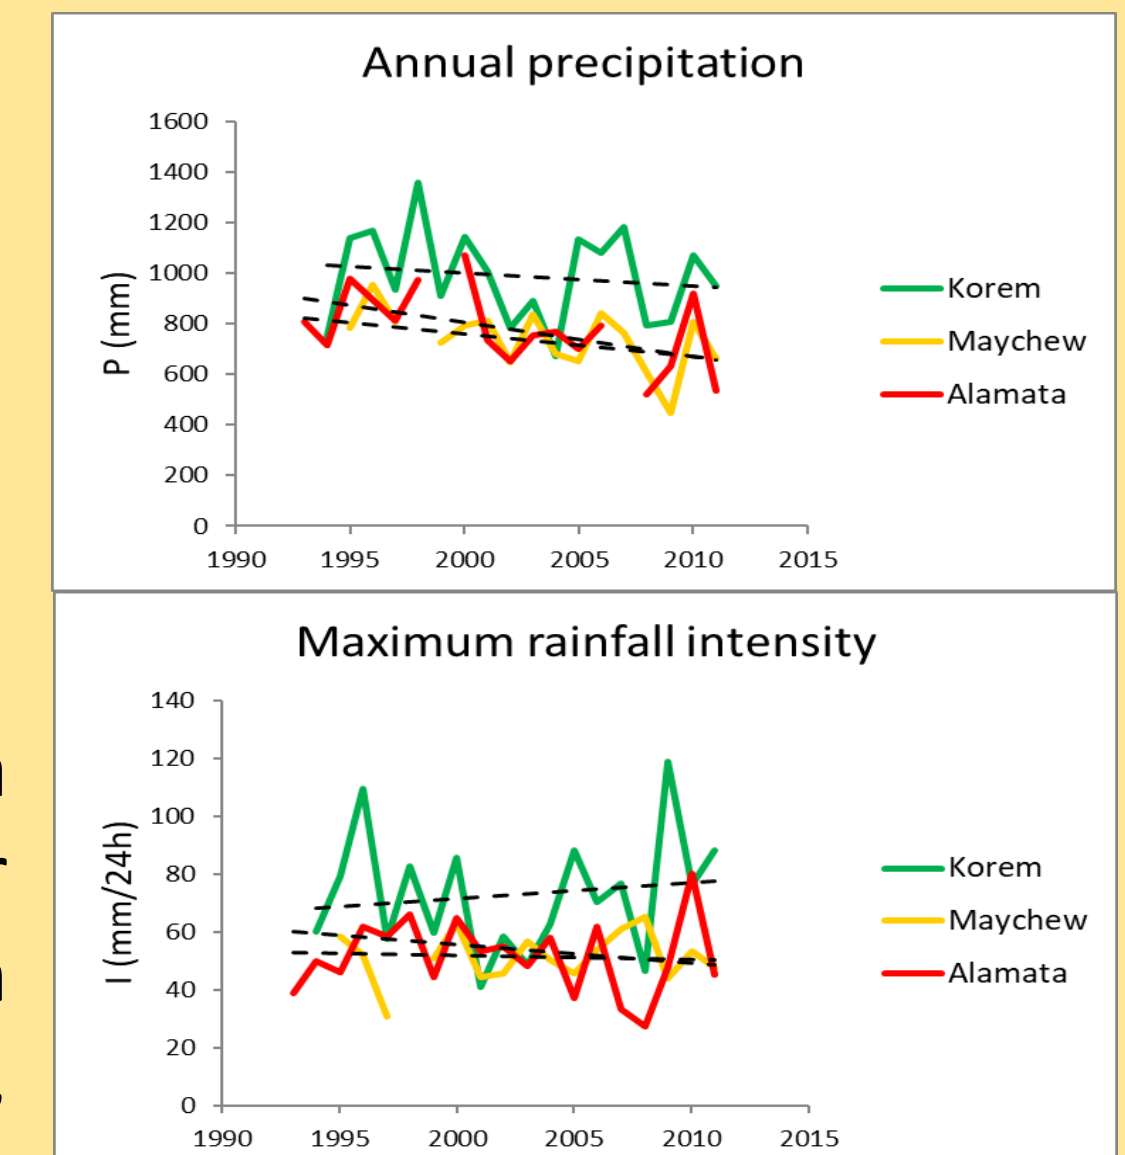 Annual precipitation
1600
1400
1200
1000
800
600
400
200
0
P (mm)
1990 1995 2000 2005 2010 2015
Korem
Maychew
Alamata
Maximum rainfall intensity
140
120
100
80
60
40
20
0
I (mm/24h)
1990 1995 2000 2005 2010 2015
Korem
Maychew
Alamata